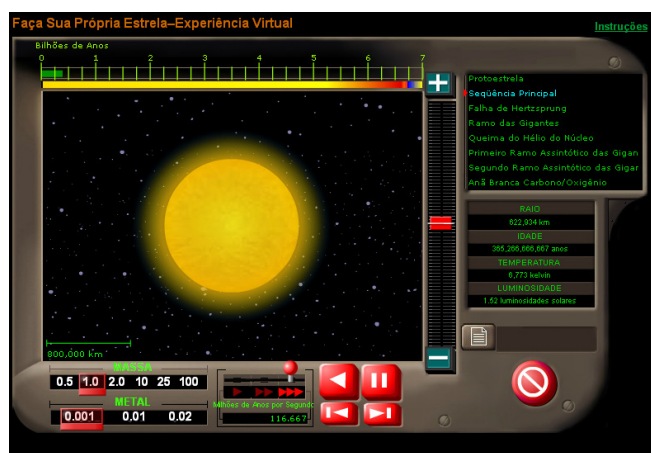 Faça Sua Própria Estrela–Experiência Virtual
Instruções
Bilhões de Anos
0 1 2 3 4 5 6 7
Protoestrela
Seqüência Principal
Falha de Hertzsprung
Ramo das Gigantes
Queima do Hélio do Núcleo
Primeiro Ramo Assintótico das Gigan
Segundo Ramo Assintótico das Gigar
Anã Branca Carbono/Oxigênio
RAIO
822,934 km
IDADE
365,266,666,667 anos
TEMPERATURA
6,773 kelvin
LUMINOSIDADE
1.52 luminosidades solares
800,000 km
MASSA
0.5 1.0 2.0 10 25 100
METAL
0.001 0.01 0.02
Milhões de Anos por Segundo
116.667